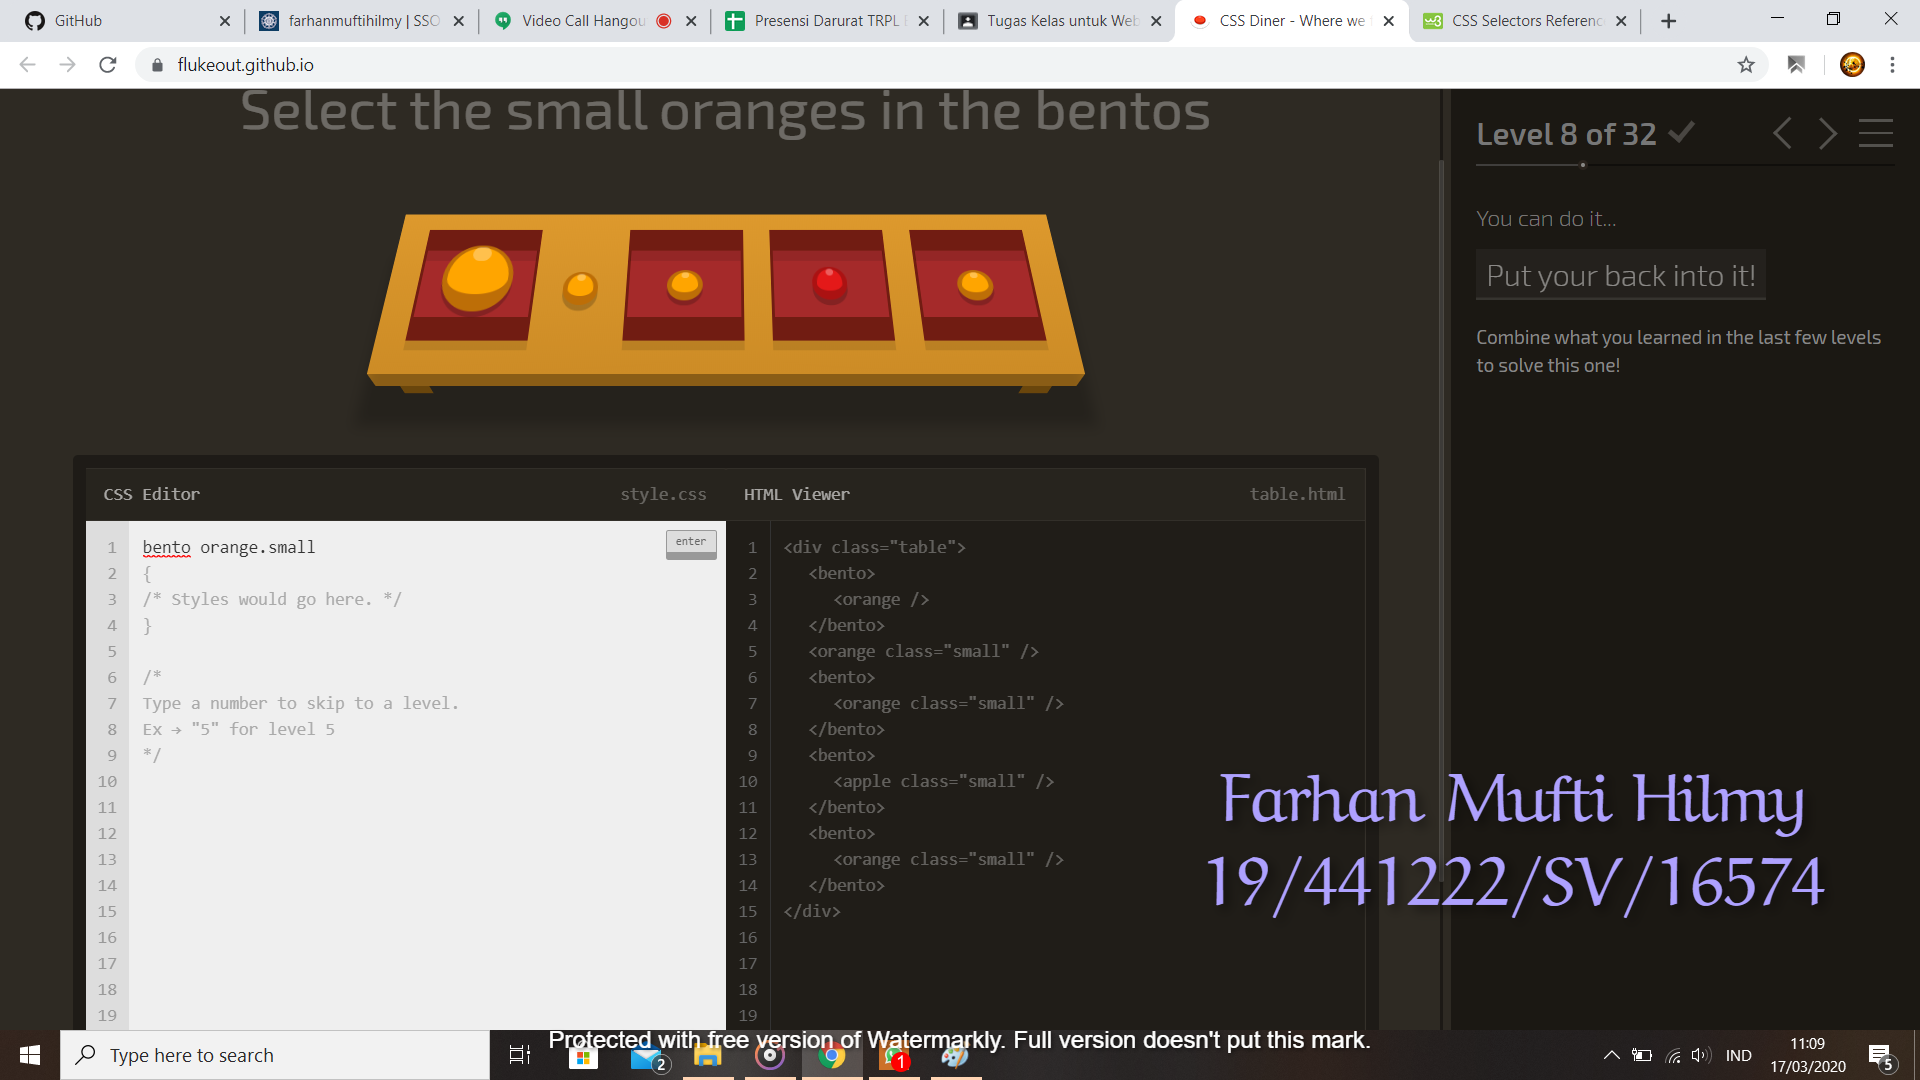 GitHub
farhanmuftihilmy | SSO
Video Call Hangou
Presensi Darurat TRPL
Tugas Kelas untuk Web
CSS Diner - Where we
CSS Selectors Referenc
flukeout.github.io
Select the small oranges in the bentos
CSS Editor
style.css
enter
1 bento orange.small
2 {
3 /* Styles would go here. */
4 }
5
6 /*
7 Type a number to skip to a level.
8 Ex → "5" for level 5
9 */
10
11
12
13
14
15
16
17
18
19
HTML Viewer
table.html
1 <div class="table">
2 <bento>
3 <orange />
4 </bento>
5 <orange class="small" />
6 <bento>
7 <orange class="small" />
8 </bento>
9 <bento>
10 <apple class="small" />
11 </bento>
12 <bento>
13 <orange class="small" />
14 </bento>
15 </div>
16
17
18
19
Level 8 of 32
You can do it...
Put your back into it!
Combine what you learned in the last few levels
to solve this one!
Farhan Mufti Hilmy
19/441222/SV/16574
Protected with free version of Watermarkly. Full version doesn't put this mark.
Type here to search
2
1
IND
11:09
17/03/2020
5